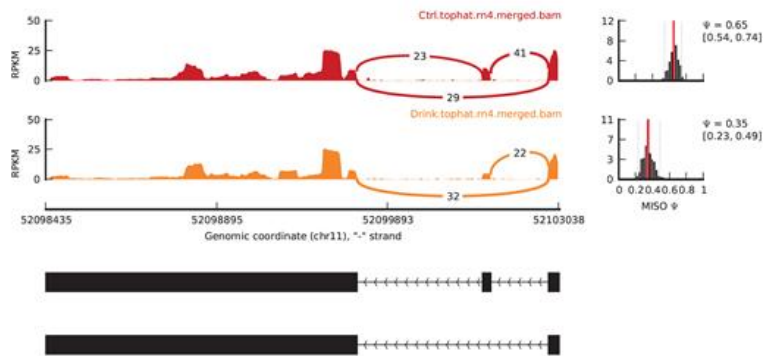 Ctrl.tophat.rn4.merged.bam
50
25
0
RPKM
23
41
29
12
8
4
0
Ψ = 0.65
[0.54, 0.74]
Drink.tophat.rn4.merged.bam
50
25
0
RPKM
22
32
11
7
3
0
Ψ = 0.35
[0.23, 0.49]
0 0.2 0.4 0.6 0.8 1
MISO Ψ
52098435 52098895 52099893 52103038
Genomic coordinate (chr11), "-" strand